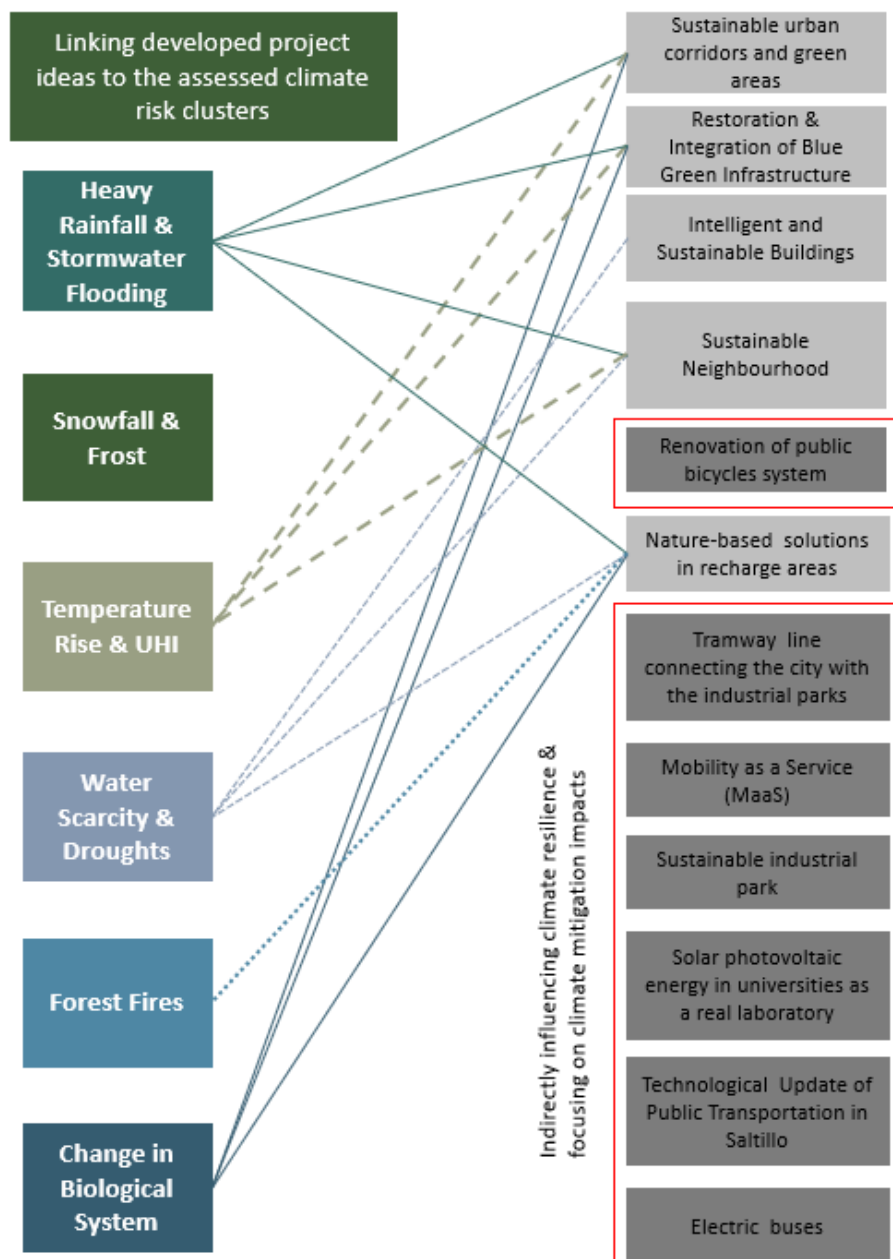 Linking developed project
ideas to the assessed climate
risk clusters
Heavy
Rainfall &
Stormwater
Flooding
Snowfall &
Frost
Temperature
Rise & UHI
Water
Scarcity &
Droughts
Forest Fires
Change in
Biological
System
Sustainable urban
corridors and green
areas
Restoration &
Integration of Blue
Green Infrastructure
Intelligent and
Sustainable Buildings
Sustainable
Neighbourhood
Renovation of public
bicycles system
Nature-based solutions
in recharge areas
Indirectly influencing climate resilience &
focusing on climate mitigation impacts
Tramway line
connecting the city with
the industrial parks
Mobility as a Service
(MaaS)
Sustainable industrial
park
Solar photovoltaic
energy in universities as
a real laboratory
Technological Update of
Public Transportation in
Saltillo
Electric buses